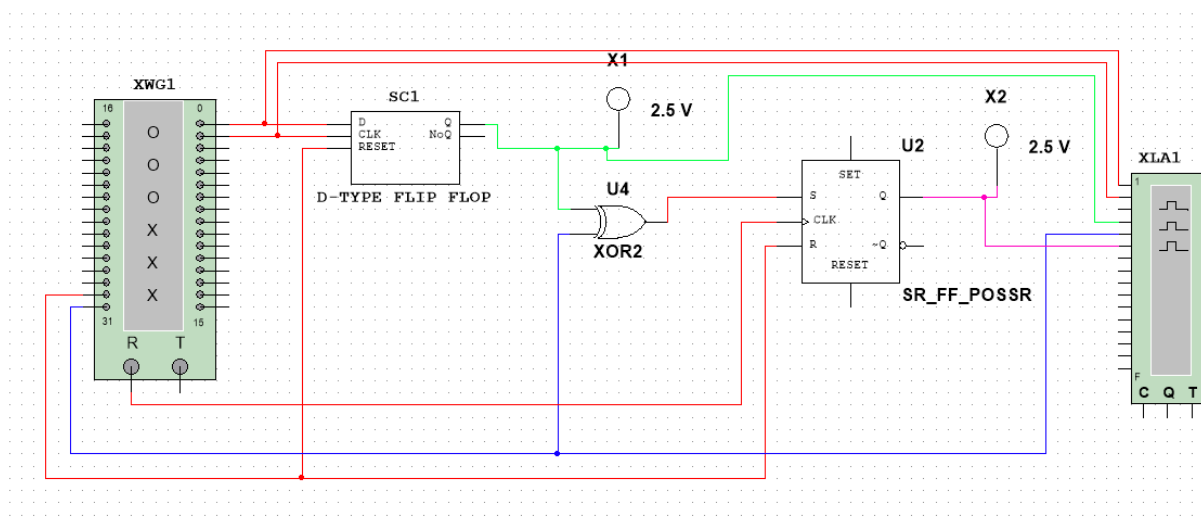 XWG1
16 0
O
O
O
X
X
X
31 15
R T
SC1
D Q
CLK NoQ
RESET
D-TYPE FLIP FLOP
X1
2.5 V
U4
XOR2
U2
SET
S Q
CLK
R ~Q
RESET
SR_FF_POSSR
X2
2.5 V
XLA1
1
F
C Q T